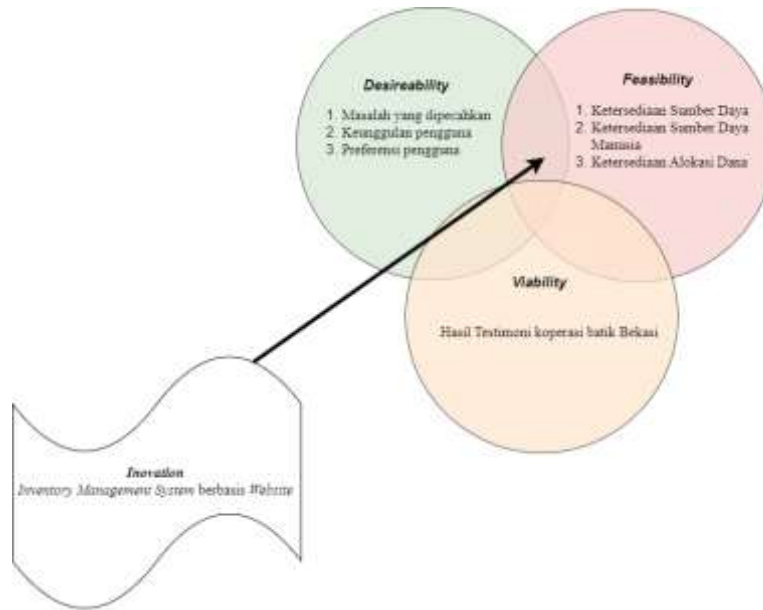 Desireability
1. Masalah yang dipecahkan
2. Keunggulan pengguna
3. Preferensi pengguna
Feasibility
1. Ketersediaan Sumber Daya
2. Ketersediaan Sumber Daya
Manusia
3. Ketersediaan Alokasi Dana
Viability
Hasil Testimoni koperasi batik Bekasi
Inovation
Inventory Management System berbasis Website